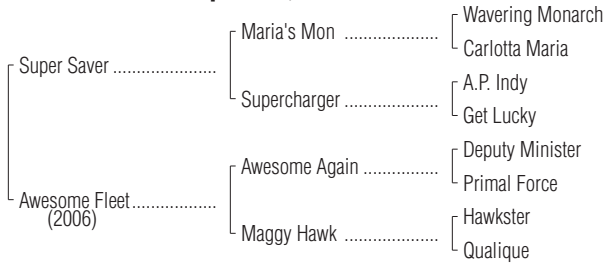 Wavering Monarch
Maria's Mon ....................
Carlotta Maria
Super Saver ......................
A.P. Indy
Supercharger ....................
Get Lucky
Deputy Minister
Awesome Again ................
Primal Force
Awesome Fleet..................
(2006)
Hawkster
Maggy Hawk ....................
Qualique